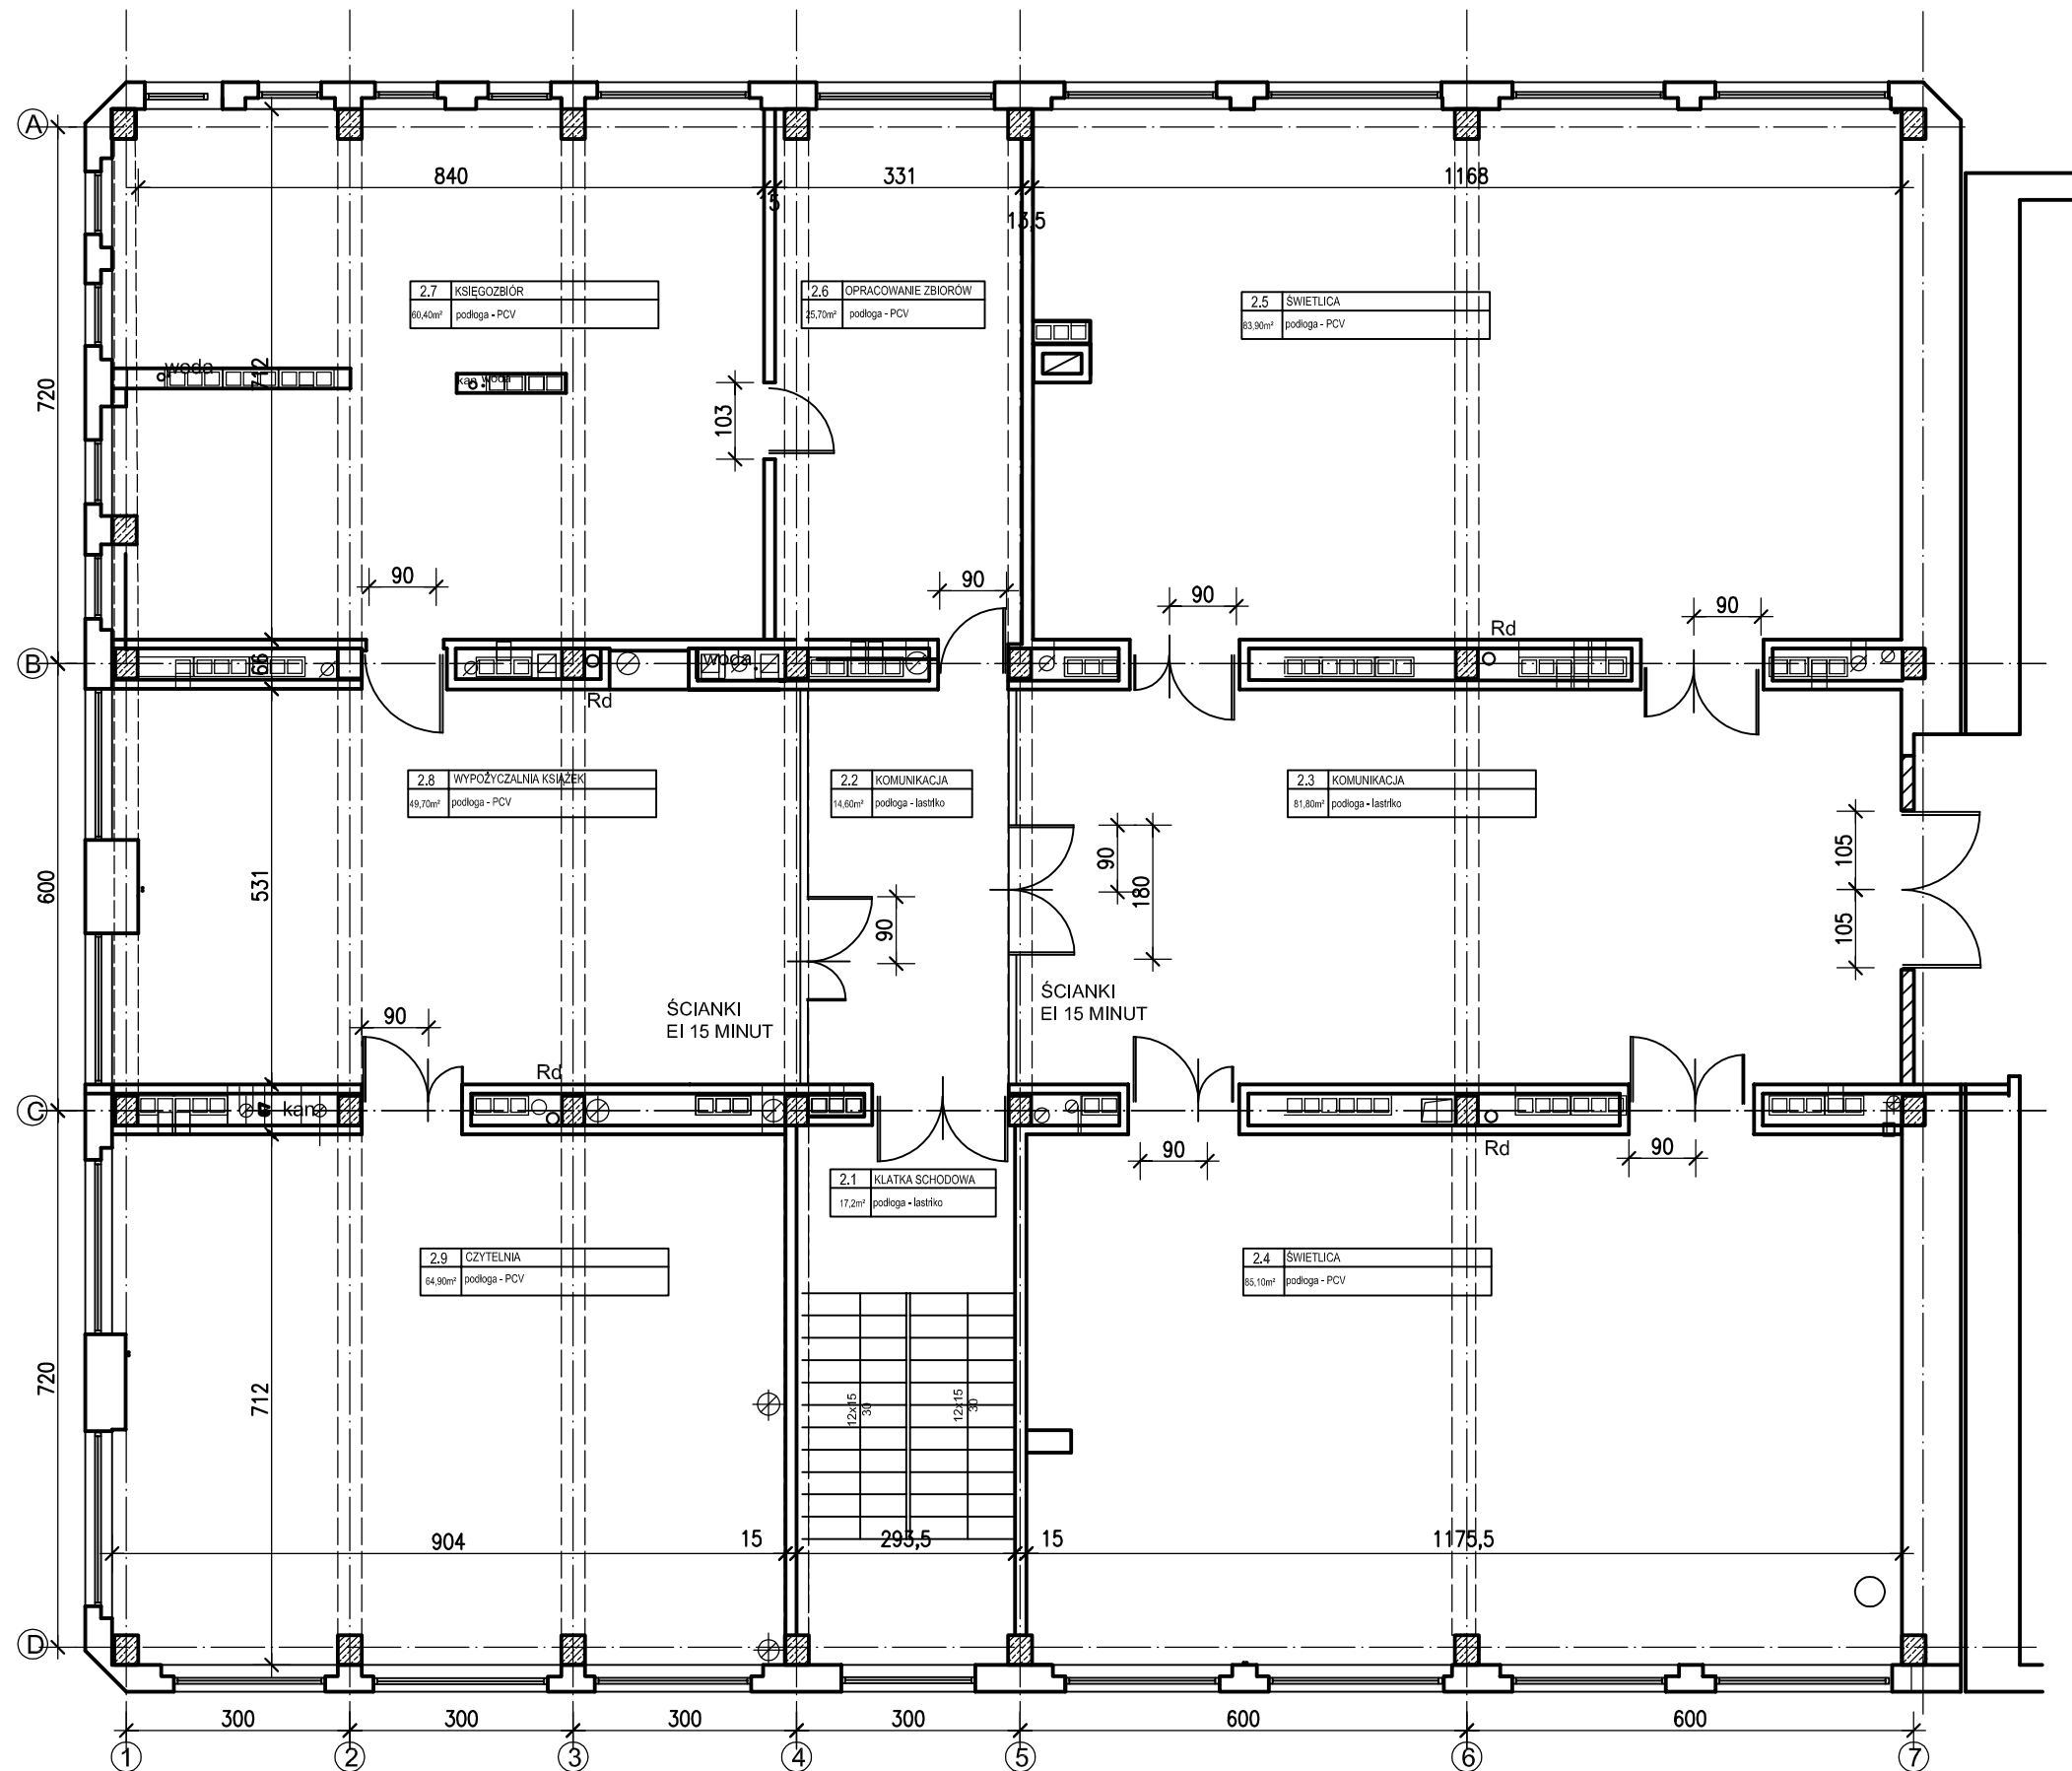 A
840
331
1168
5
13,5
2.7 KSIĘGOZBIÓR
60,40m² podłoga - PCV
2.6 OPRACOWANIE ZBIORÓW
25,70m² podłoga - PCV
2.5 ŚWIETLICA
83,90m² podłoga - PCV
woda
kan woda
712
720
103
90
90
90
90
Rd
B
66
woda
Rd
2.8 WYPOŻYCZALNIA KSIĄŻEK
49,70m² podłoga - PCV
2.2 KOMUNIKACJA
14,60m² podłoga - lastriko
2.3 KOMUNIKACJA
81,80m² podłoga - lastriko
600
531
90
180
90
105
105
ŚCIANKI
EI 15 MINUT
ŚCIANKI
EI 15 MINUT
90
Rd
C
kan
90
90
Rd
2.1 KLATKA SCHODOWA
17,2m² podłoga - lastriko
2.9 CZYTELNIA
64,90m² podłoga - PCV
2.4 ŚWIETLICA
85,10m² podłoga - PCV
720
712
12x15
30
12x15
30
904
15
293,5
15
1175,5
D
300
300
300
300
600
600
1
2
3
4
5
6
7